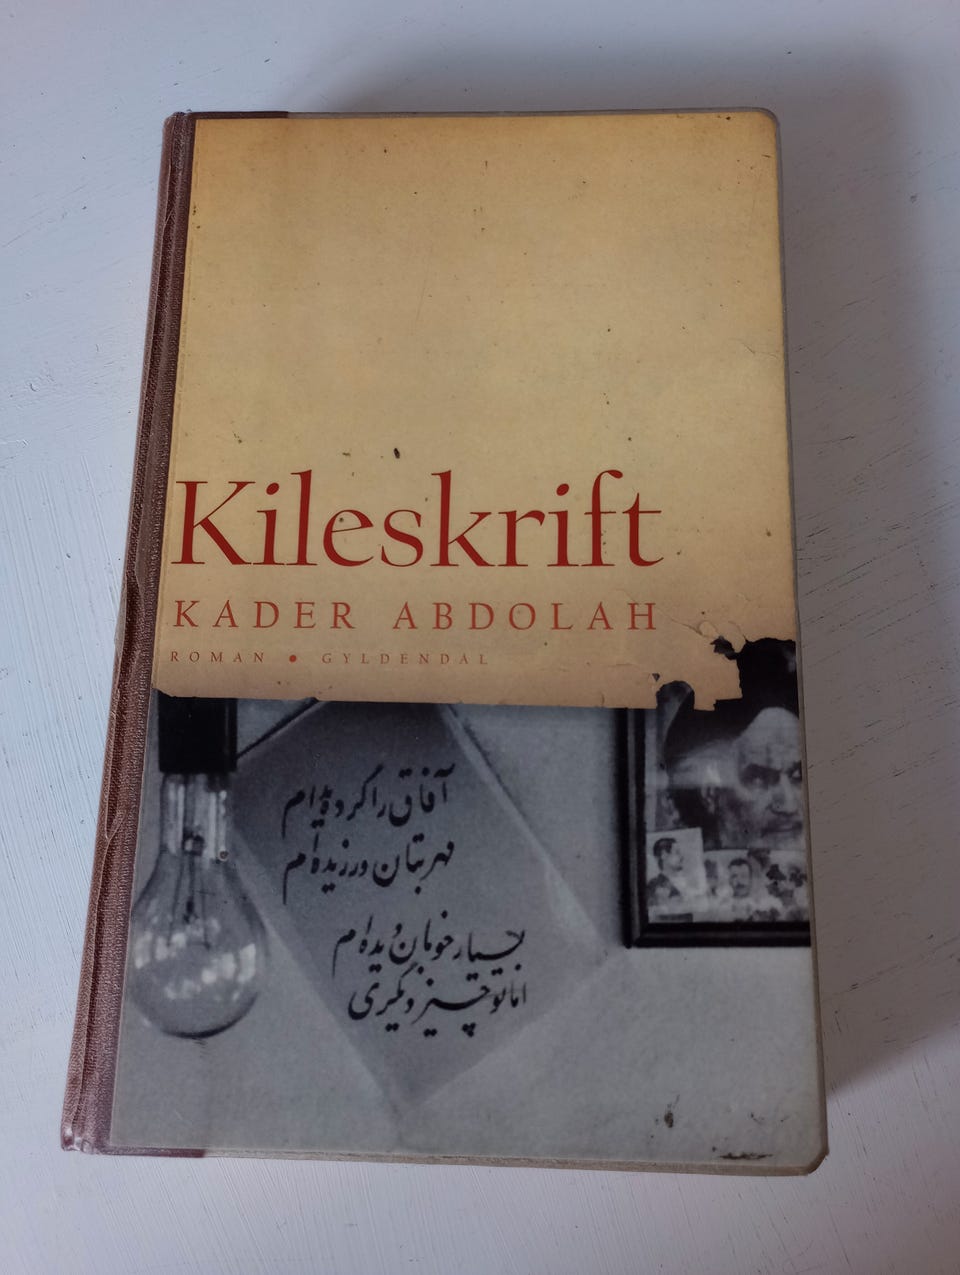 Kileskrift
KADER ABDOLAH
ROMAN • GYLDENDAL
آفاق را گردیده‌ام
مهر بتان ورزیده‌ام
بسیار خوبان دیده‌ام
اما تو چیز دیگری